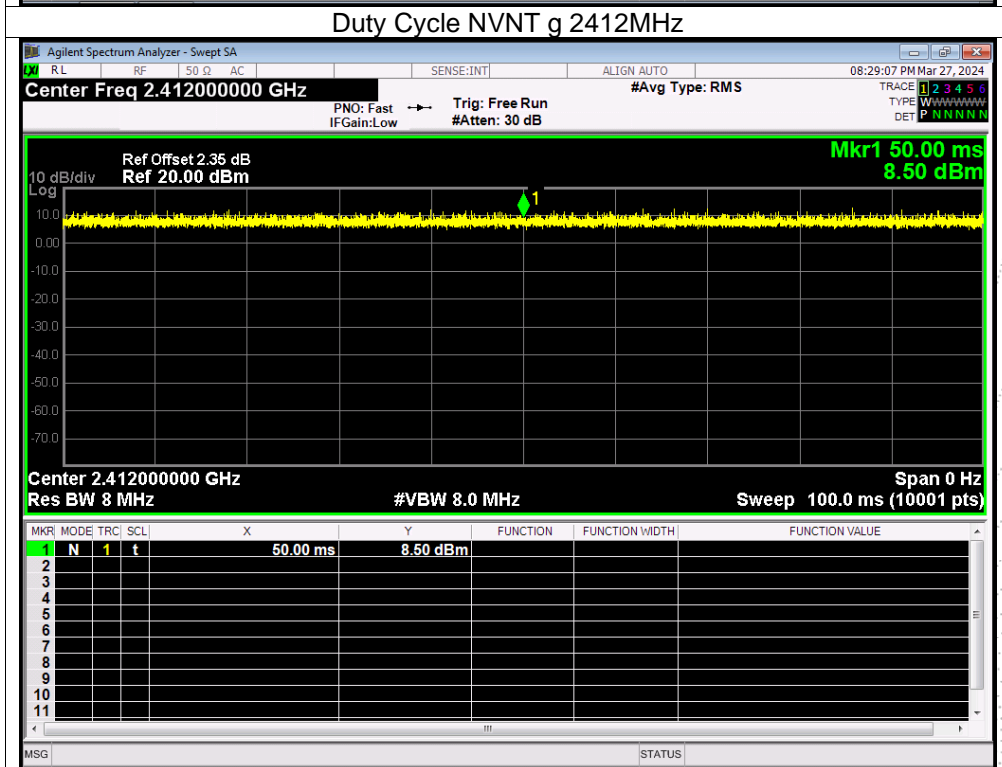 Duty Cycle NVNT g 2412MHz
Agilent Spectrum Analyzer - Swept SA
LXI RL RF 50 Ω AC SENSE:INT ALIGN AUTO 08:29:07 PM Mar 27, 2024
Center Freq 2.412000000 GHz #Avg Type: RMS TRACE 1 2 3 4 5 6
PNO: Fast Trig: Free Run TYPE WWWWWW
IFGain:Low #Atten: 30 dB DET P N N N N N
Mkr1 50.00 ms
Ref Offset 2.35 dB
10 dB/div Ref 20.00 dBm 8.50 dBm
Log
1
10.0
0.00
-10.0
-20.0
-30.0
-40.0
-50.0
-60.0
-70.0
Center 2.412000000 GHz Span 0 Hz
Res BW 8 MHz #VBW 8.0 MHz Sweep 100.0 ms (10001 pts)
MKR MODE TRC SCL X Y FUNCTION FUNCTION WIDTH FUNCTION VALUE
1 N 1 t 50.00 ms 8.50 dBm
2
3
4
5
6
7
8
9
10
11
MSG STATUS